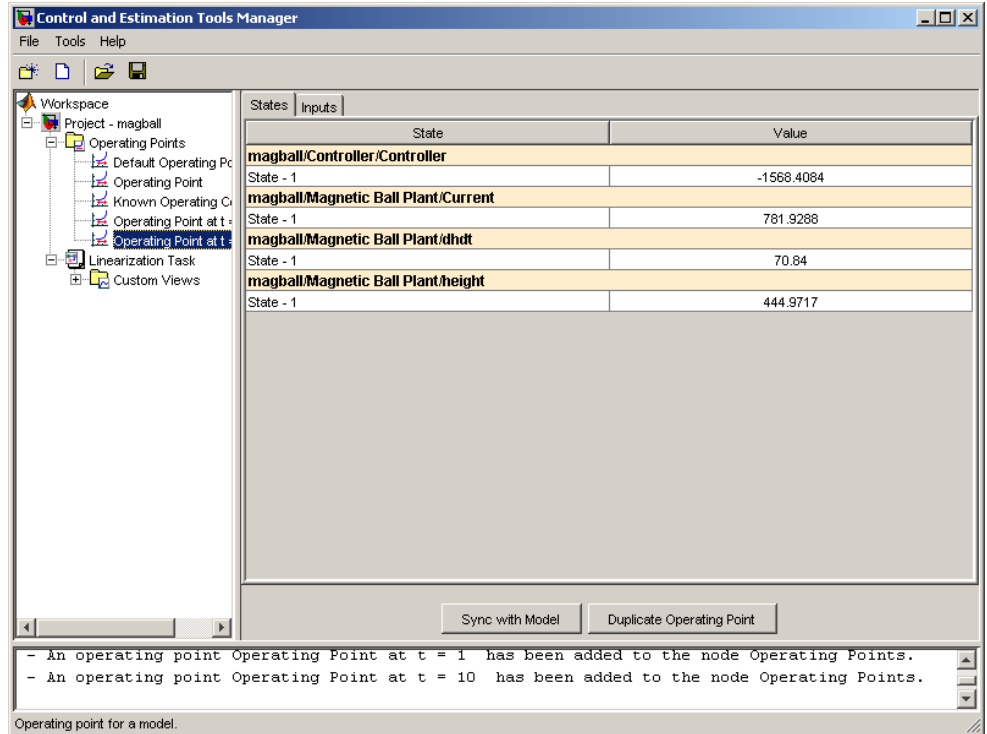 Control and Estimation Tools Manager
File Tools Help
Workspace
Project - magball
Operating Points
Default Operating Po
Operating Point
Known Operating C
Operating Point at t =
Operating Point at t =
Linearization Task
Custom Views
States Inputs
State Value
magball/Controller/Controller
State - 1 -1568.4084
magball/Magnetic Ball Plant/Current
State - 1 781.9288
magball/Magnetic Ball Plant/dhdt
State - 1 70.84
magball/Magnetic Ball Plant/height
State - 1 444.9717
Sync with Model Duplicate Operating Point
- An operating point Operating Point at t = 1 has been added to the node Operating Points.
- An operating point Operating Point at t = 10 has been added to the node Operating Points.
Operating point for a model.